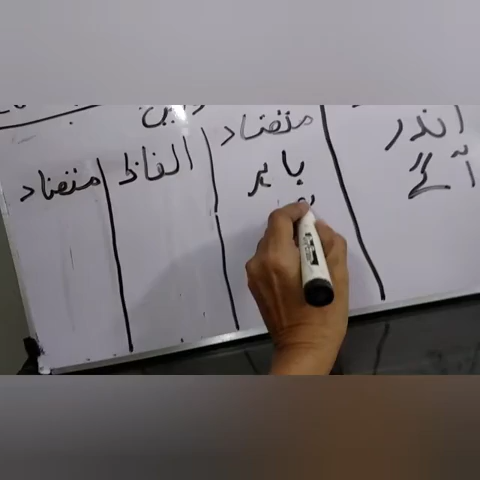 متضاد الفاظ متضاد
اندر باہر
آگے